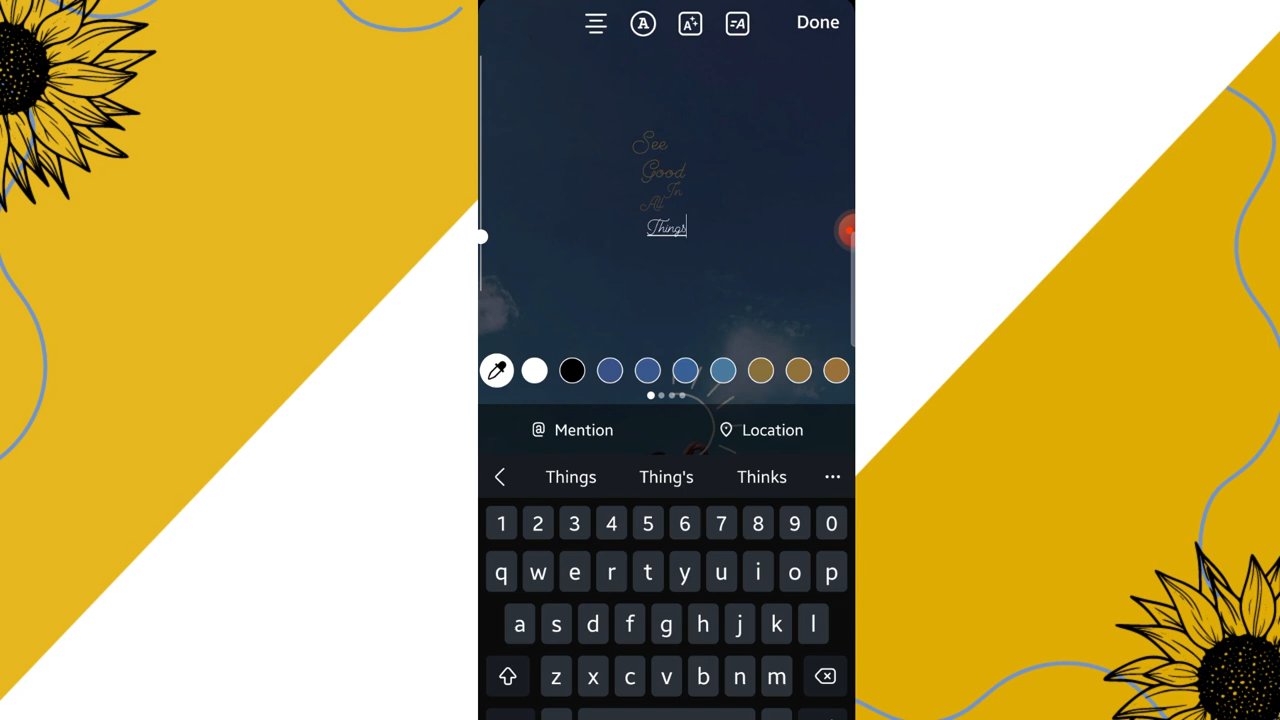 Done
See
Good
In
All
Things
Mention
Location
Things Thing's Thinks
1 2 3 4 5 6 7 8 9 0
q w e r t y u i o p
a s d f g h j k l
z x c v b n m